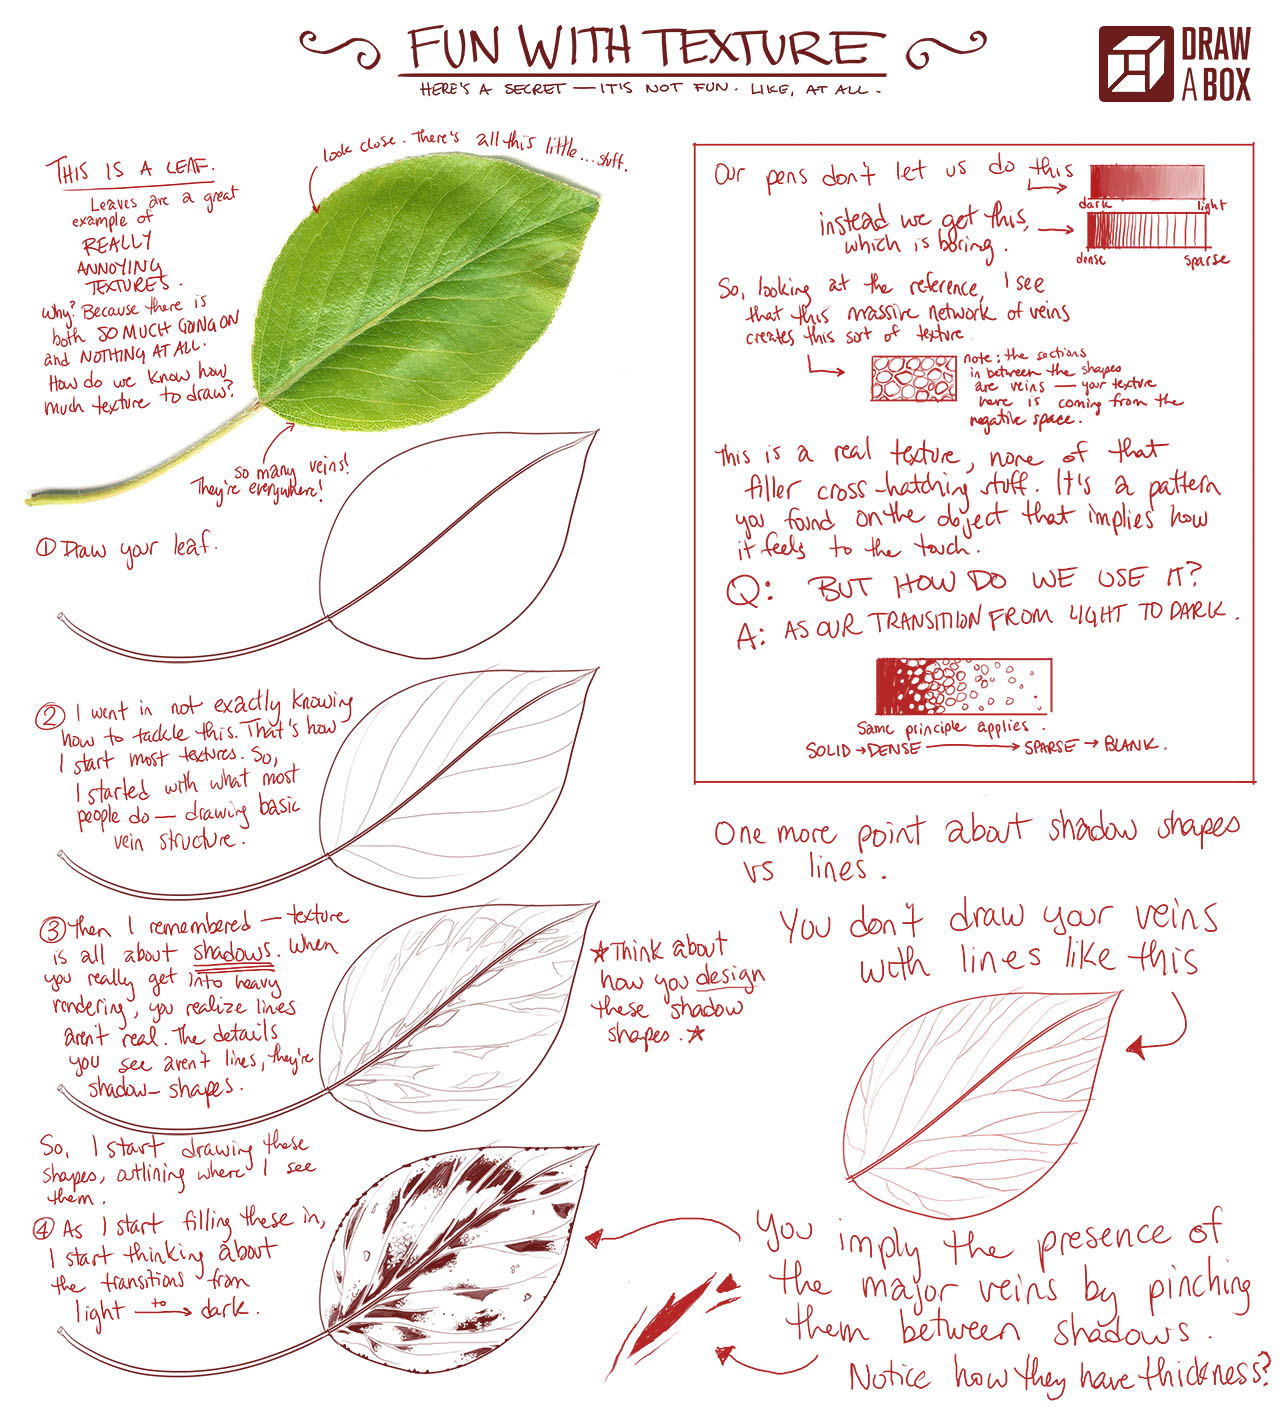 FUN WITH TEXTURE
HERE'S A SECRET — IT'S NOT FUN. LIKE, AT ALL.
DRAW
A BOX
THIS IS A LEAF.
Leaves are a great
example of
REALLY
ANNOYING
TEXTURES.
Why? Because there is
both SO MUCH GOING ON
and NOTHING AT ALL.
How do we know how
much texture to draw?
look close. There's all this little... stuff.
so many veins!
They're everywhere!
① Draw your leaf.
② I went in not exactly knowing
how to tackle this. That's how
I start most textures. So,
I started with what most
people do — drawing basic
vein structure.
③ Then I remembered — texture
is all about shadows. When
you really get into heavy
rendering, you realize lines
aren't real. The details
you see aren't lines, they're
shadow-shapes.
★ Think about
how you design
these shadow
shapes. ★
So, I start drawing these
shapes, outlining where I see
them.
④ As I start filling these in,
I start thinking about
the transitions from
light to dark.
Our pens don't let us do this
dark light
instead we get this,
which is boring.
dense sparse
So, looking at the reference, I see
that this massive network of veins
creates this sort of texture
note: the sections
in between the shapes
are veins — your texture
here is coming from the
negative space.
This is a real texture, none of that
filler cross-hatching stuff. It's a pattern
you found on the object that implies how
it feels to the touch.
Q: BUT HOW DO WE USE IT?
A: AS OUR TRANSITION FROM LIGHT TO DARK.
Same principle applies.
SOLID → DENSE → SPARSE → BLANK.
One more point about shadow shapes
vs lines.
You don't draw your veins
with lines like this
You imply the presence of
the major veins by pinching
them between shadows.
Notice how they have thickness?